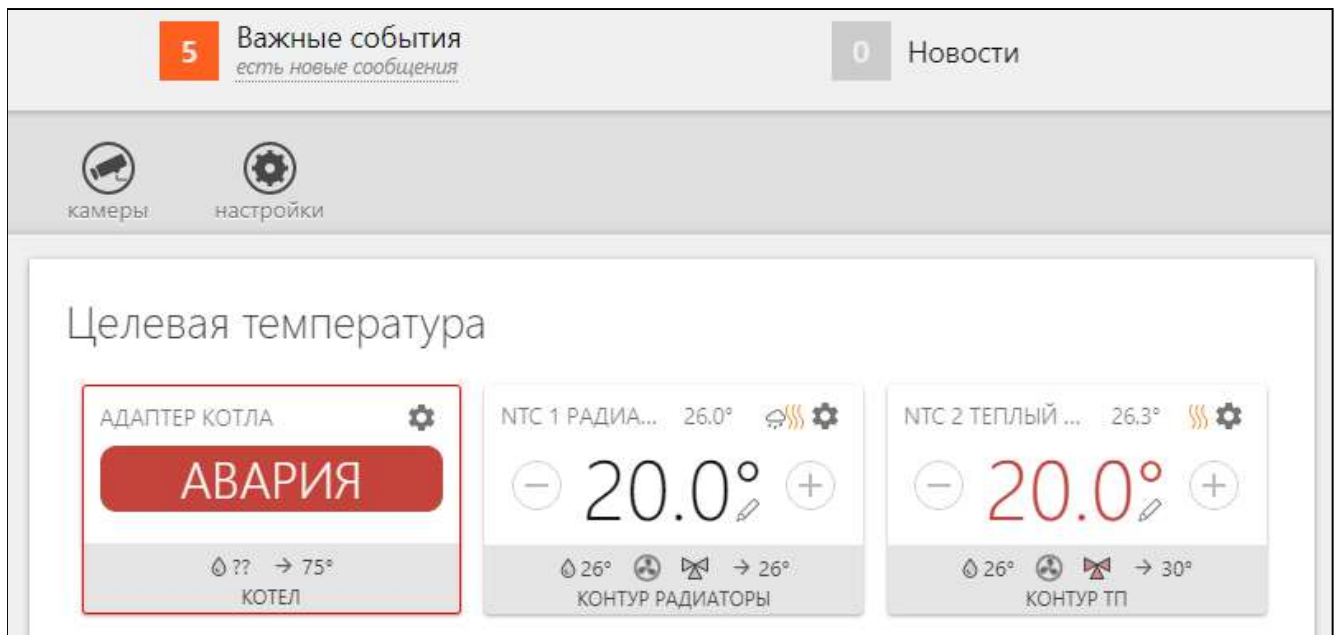 5 Важные события
есть новые сообщения
0 Новости
камеры настройки
Целевая температура
АДАПТЕР КОТЛА
АВАРИЯ
?? → 75°
КОТЕЛ
NTC 1 РАДИА... 26.0°
20.0°
26° → 26°
КОНТУР РАДИАТОРЫ
NTC 2 ТЕПЛЫЙ ... 26.3°
20.0°
26° → 30°
КОНТУР ТП